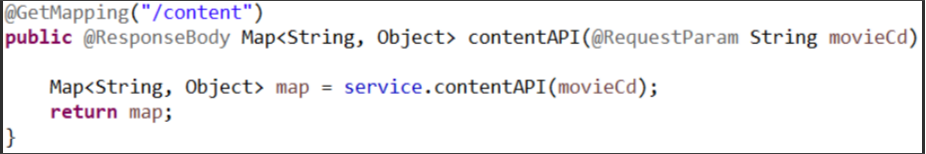 @GetMapping("/content")
public @ResponseBody Map<String, Object> contentAPI(@RequestParam String movieCd)
Map<String, Object> map = service.contentAPI(movieCd);
return map;
}